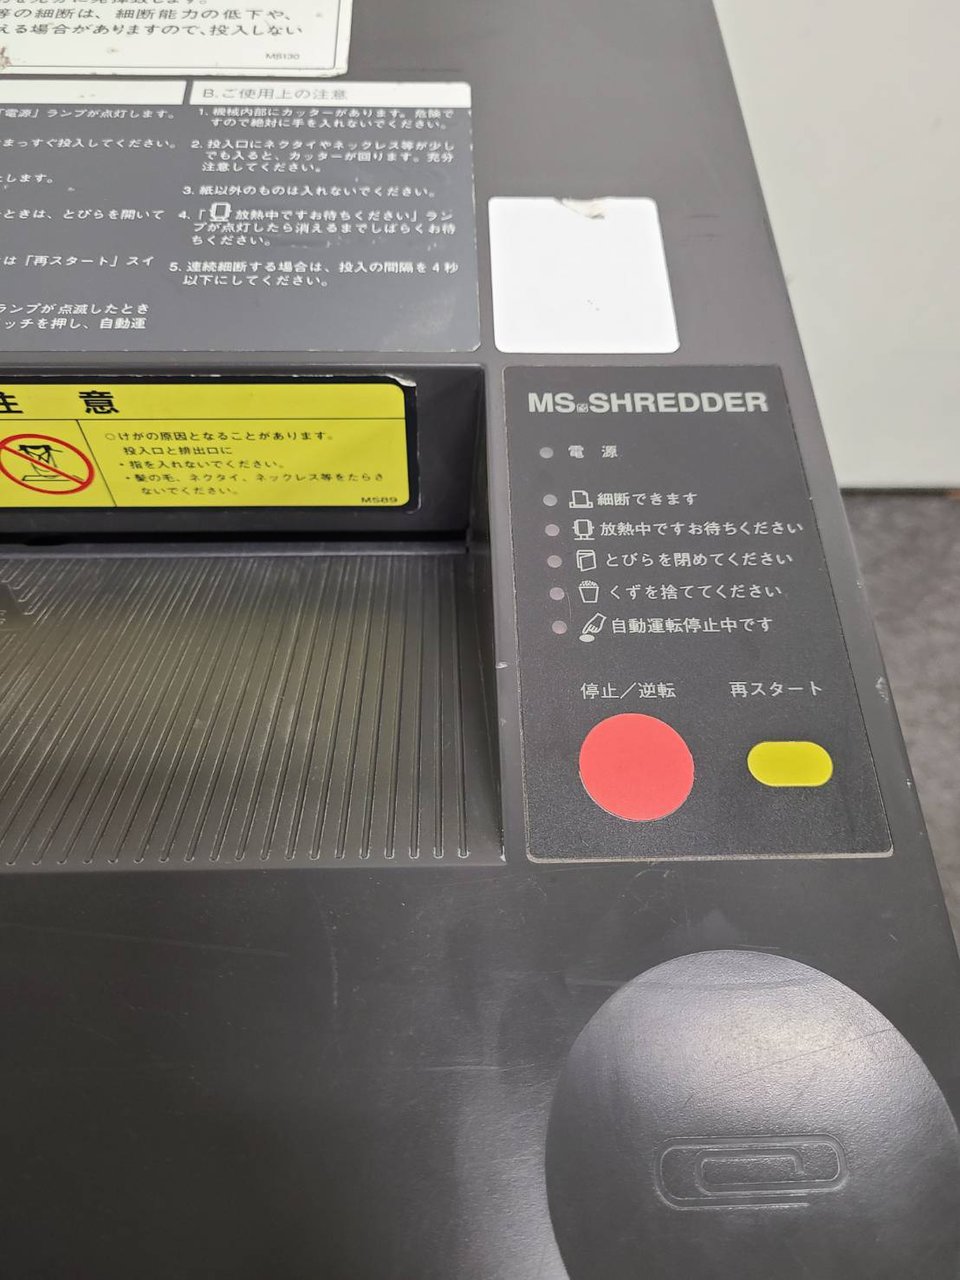 等の細断は、細断能力の低下や、
える場合がありますので、投入しない
MS130
B.ご使用上の注意
「電源」ランプが点灯します。
まっすぐ投入してください。
します。
ときは、とびらを開いて
は「再スタート」スイ
ランプが点滅したとき
ッチを押し、自動運
1. 機械内部にカッターがあります。危険で
すので絶対に手を入れないでください。
2. 投入口にネクタイやネックレス等が少し
でも入ると、カッターが回ります。充分
注意してください。
3. 紙以外のものは入れないでください。
4.「放熱中ですお待ちください」ラン
プが点灯したら消えるまでしばらくお待
ちください。
5. 連続細断する場合は、投入の間隔を4秒
以下にしてください。
注 意
○けがの原因となることがあります。
投入口と排出口に
・指を入れないでください。
・髪の毛、ネクタイ、ネックレス等をたらさ
ないでください。
MS89
MS SHREDDER
電 源
細断できます
放熱中ですお待ちください
とびらを閉めてください
くずを捨ててください
自動運転停止中です
停止／逆転
再スタート